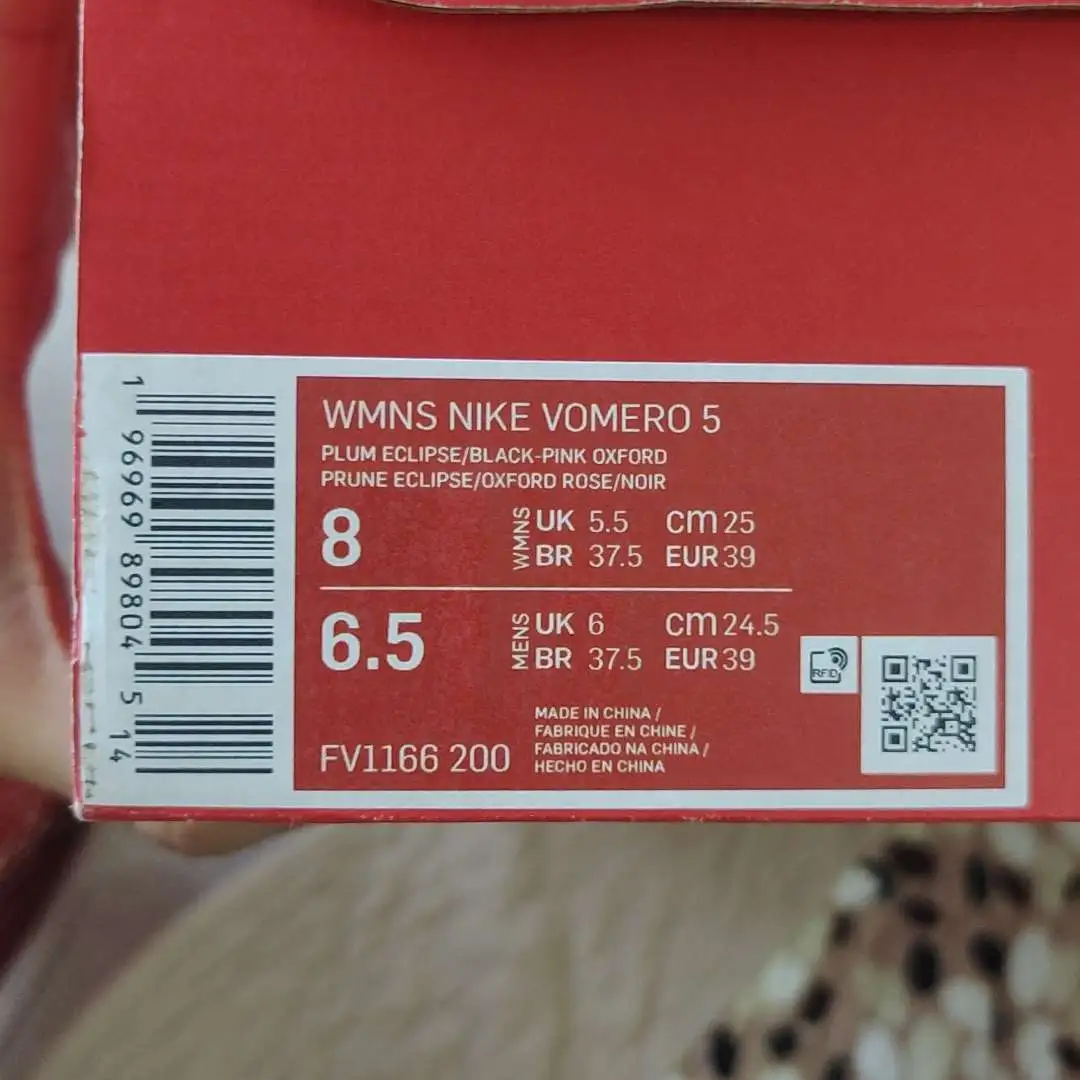 WMNS NIKE VOMERO 5
PLUM ECLIPSE/BLACK-PINK OXFORD
PRUNE ECLIPSE/OXFORD ROSE/NOIR
8 WMNS UK 5.5 cm 25
BR 37.5 EUR 39
6.5 MENS UK 6 cm 24.5
BR 37.5 EUR 39
RFID
MADE IN CHINA /
FABRIQUE EN CHINE /
FABRICADO NA CHINA /
HECHO EN CHINA
FV1166 200
1 96969 89804 5 14